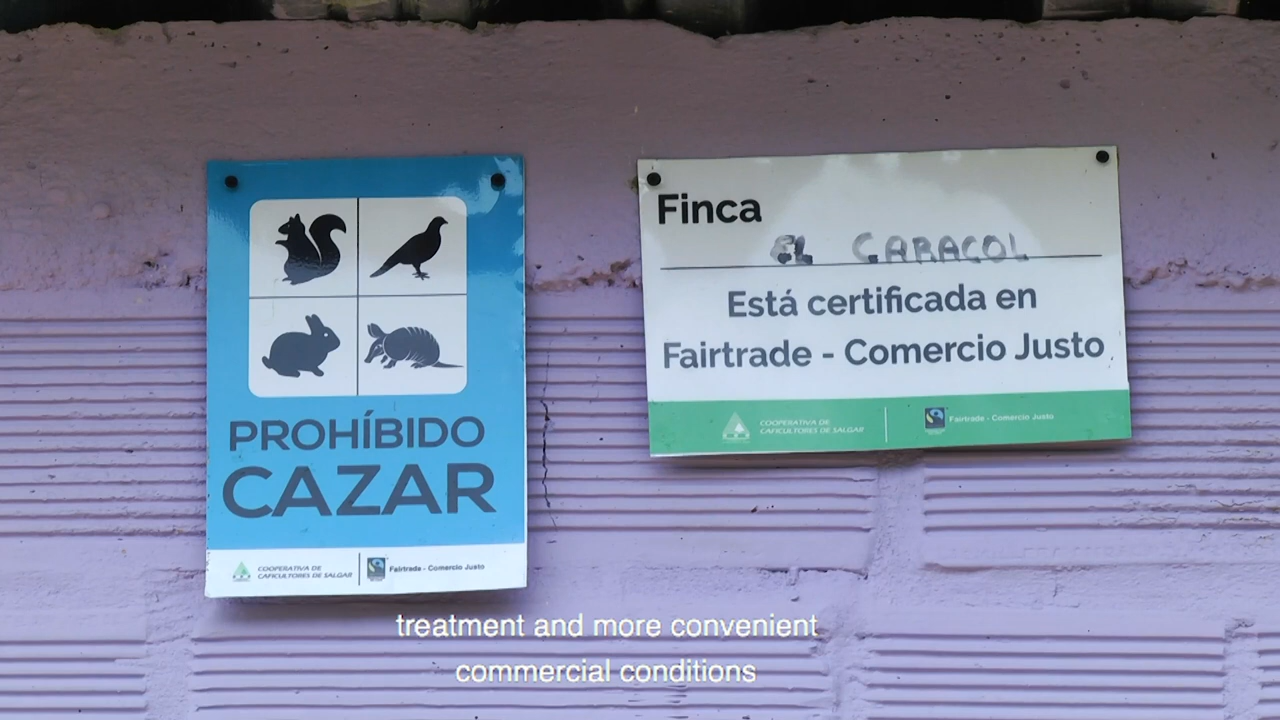 PROHÍBIDO
CAZAR
COOPERATIVA DE
CAFICULTORES DE SALGAR
Fairtrade - Comercio Justo
Finca
EL CARACOL
Está certificada en
Fairtrade - Comercio Justo
COOPERATIVA DE
CAFICULTORES DE SALGAR
Fairtrade - Comercio Justo
treatment and more convenient
commercial conditions